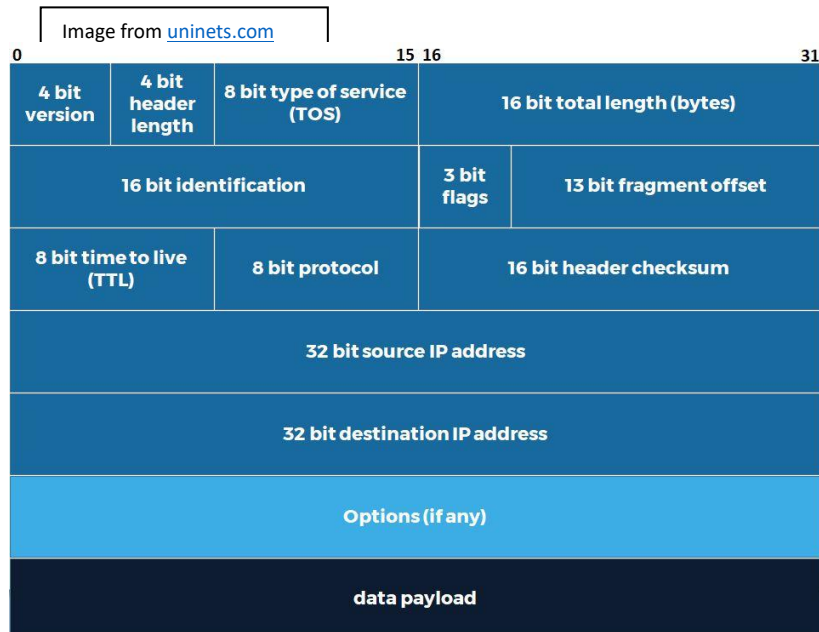 Image from uninets.com
0 15 16 31
4 bit
version
4 bit
header
length
8 bit type of service
(TOS)
16 bit total length (bytes)
16 bit identification
3 bit
flags
13 bit fragment offset
8 bit time to live
(TTL)
8 bit protocol
16 bit header checksum
32 bit source IP address
32 bit destination IP address
Options (if any)
data payload